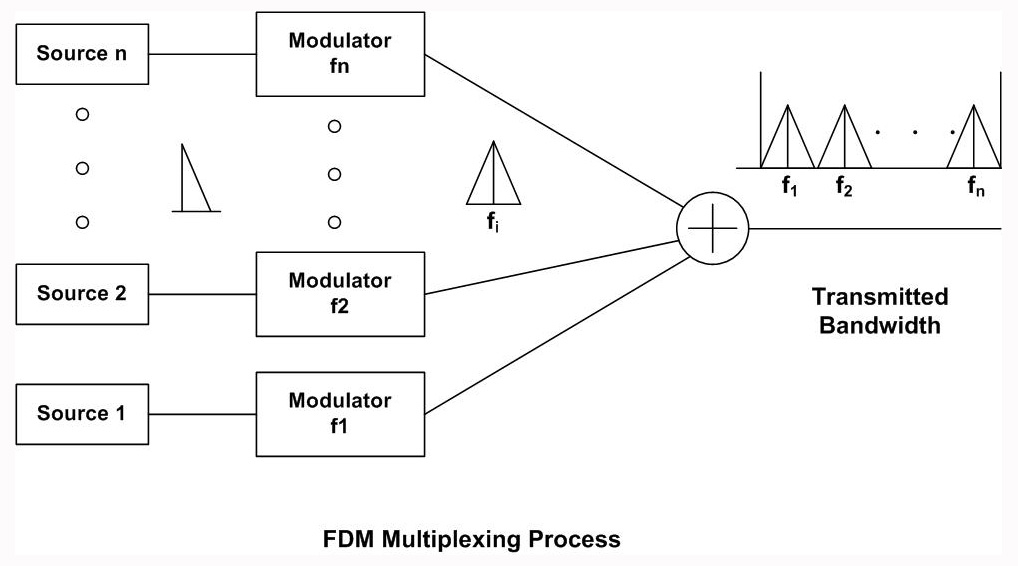 Source n
Modulator
fn
f1
f2
fn
fi
Source 2
Modulator
f2
Transmitted
Bandwidth
Source 1
Modulator
f1
FDM Multiplexing Process